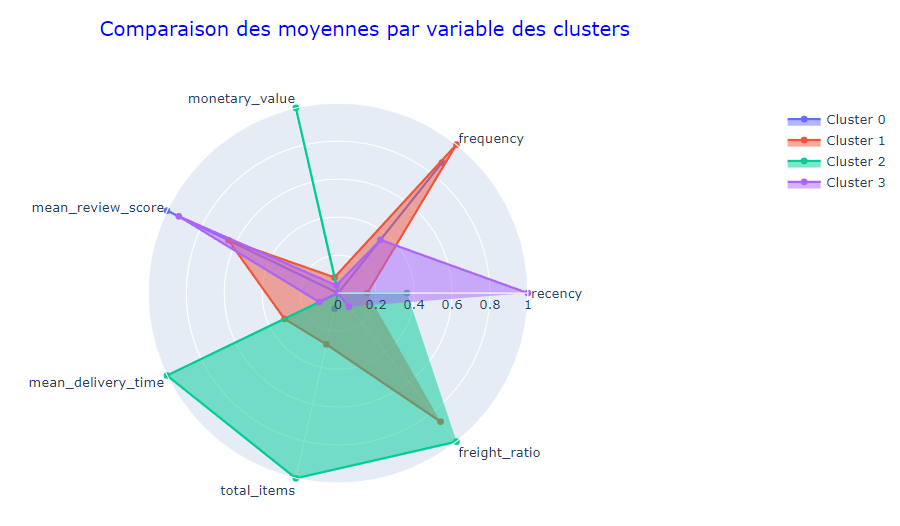 Comparaison des moyennes par variable des clusters
monetary_value
frequency
mean_review_score
recency
0 0.2 0.4 0.6 0.8 1
mean_delivery_time
freight_ratio
total_items
Cluster 0
Cluster 1
Cluster 2
Cluster 3